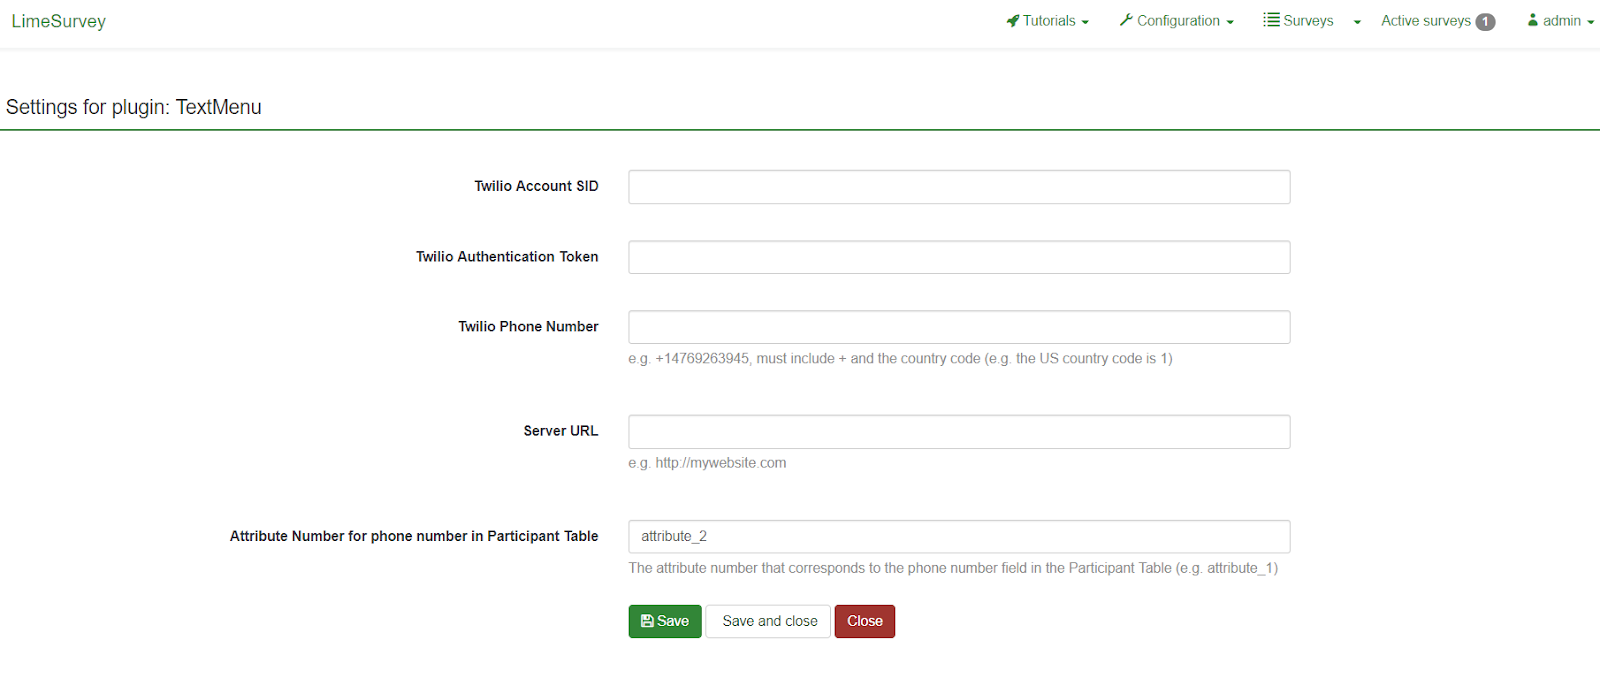 LimeSurvey
Tutorials
Configuration
Surveys
Active surveys 1
admin
Settings for plugin: TextMenu
Twilio Account SID
Twilio Authentication Token
Twilio Phone Number
e.g. +14769263945, must include + and the country code (e.g. the US country code is 1)
Server URL
e.g. http://mywebsite.com
Attribute Number for phone number in Participant Table
attribute_2
The attribute number that corresponds to the phone number field in the Participant Table (e.g. attribute_1)
Save
Save and close
Close